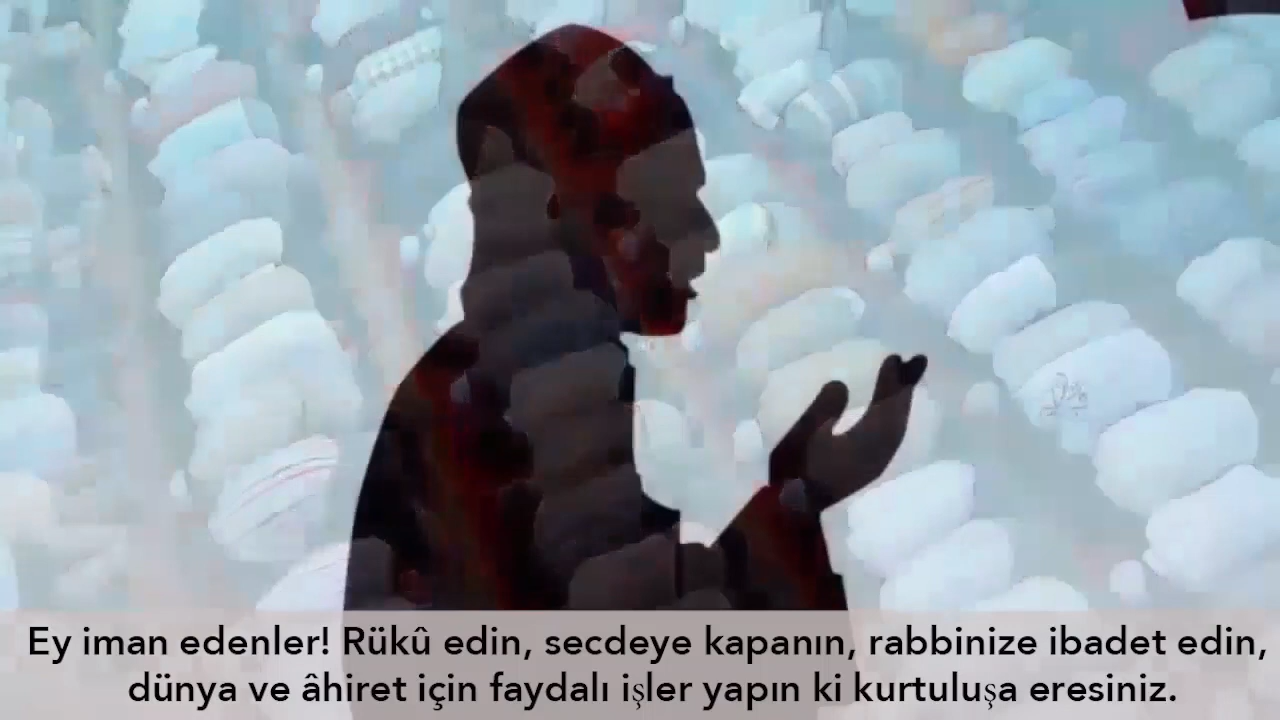 Ey iman edenler! Rükû edin, secdeye kapanın, rabbinize ibadet edin,
dünya ve âhiret için faydalı işler yapın ki kurtuluşa eresiniz.